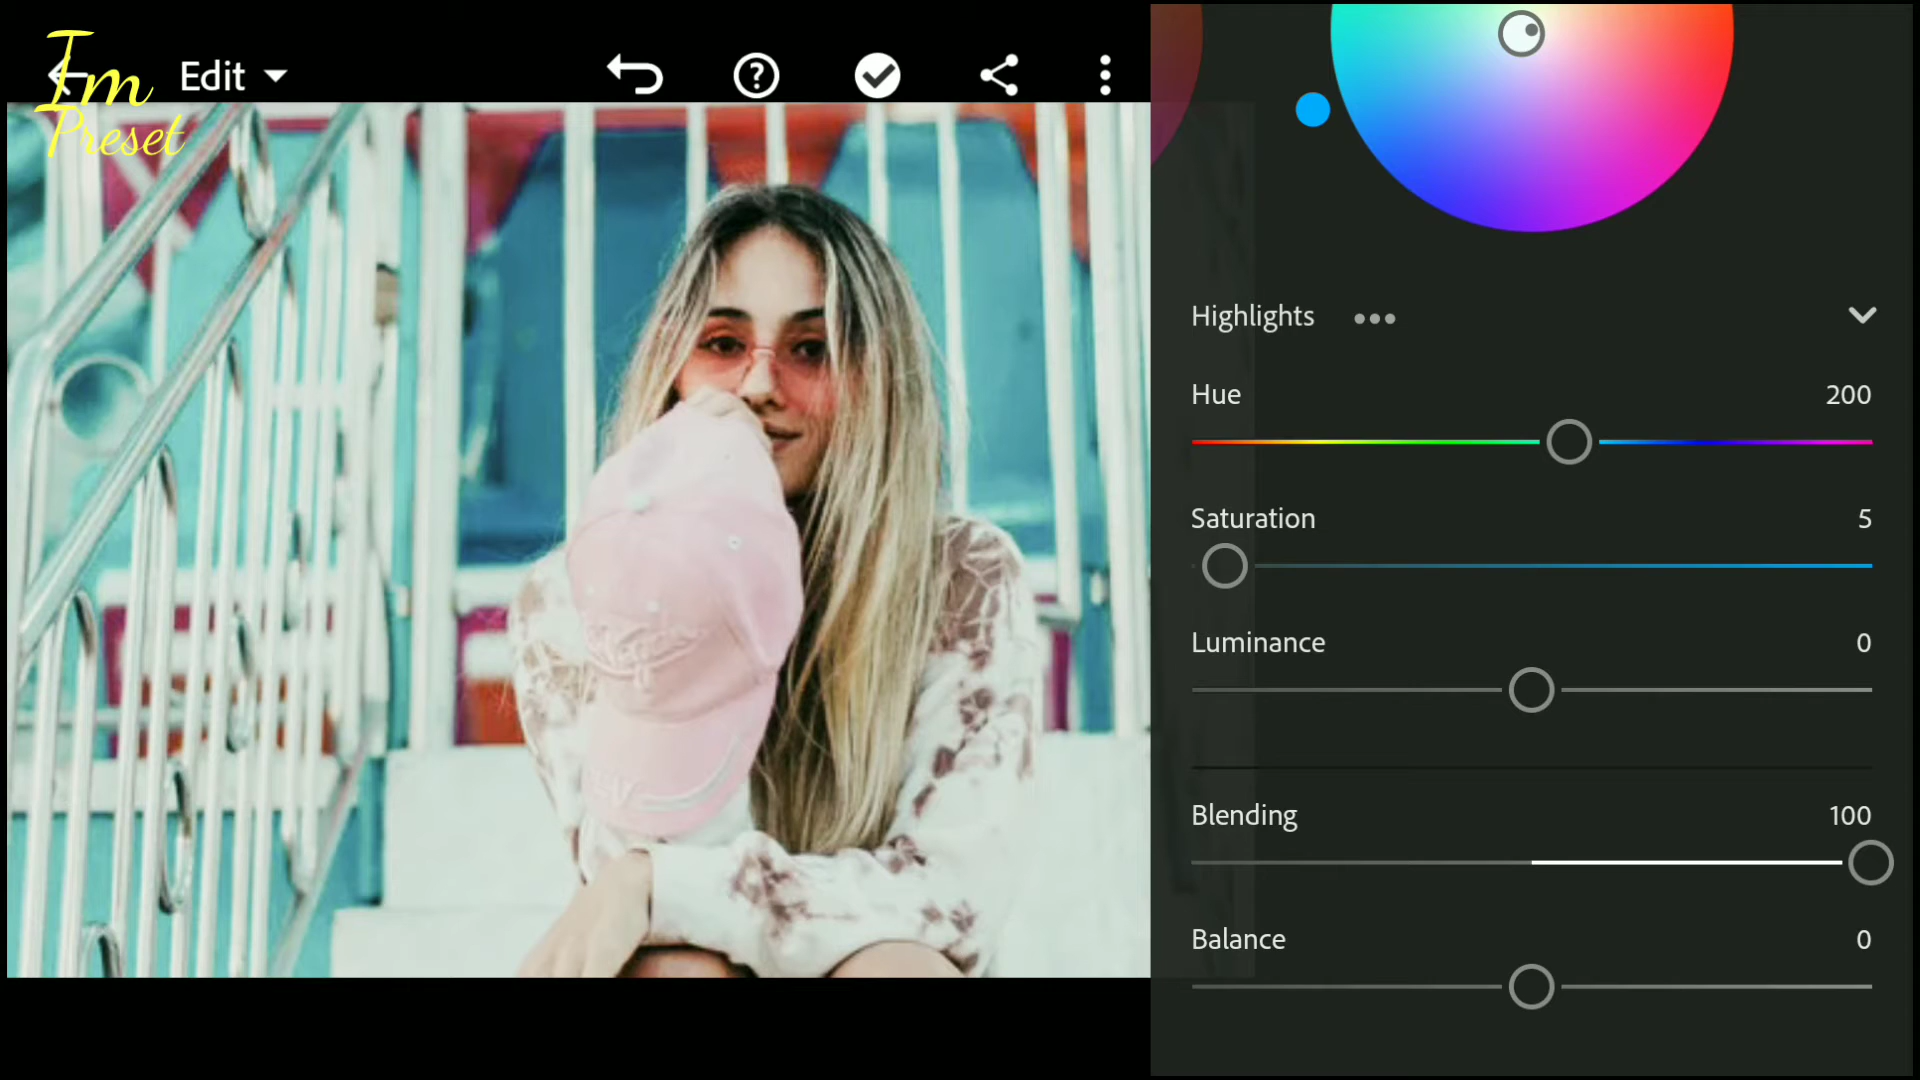 Im
Preset
Edit
Highlights
Hue 200
Saturation 5
Luminance 0
Blending 100
Balance 0